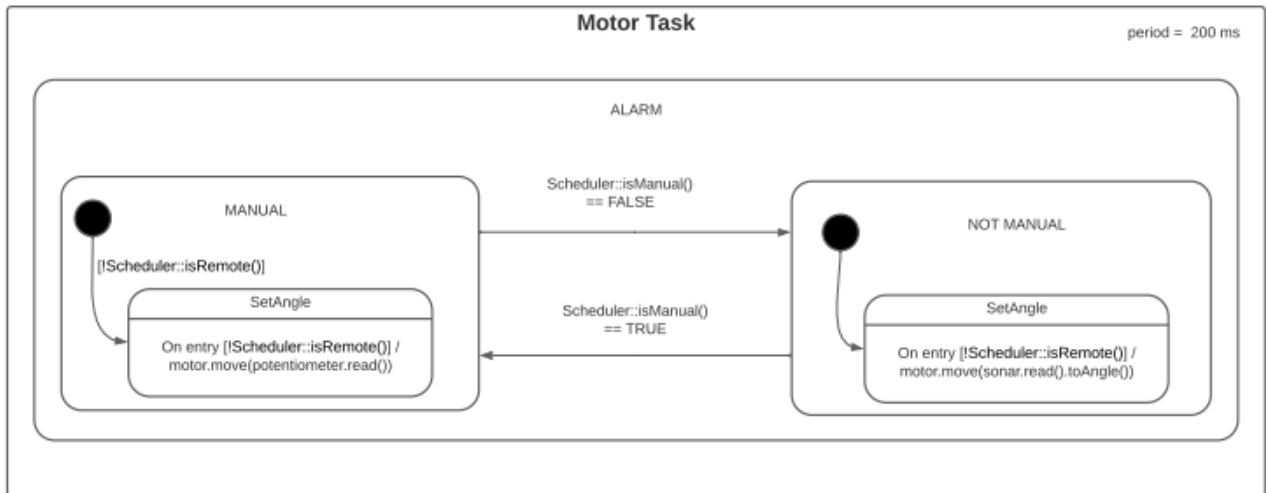 Motor Task
period =  200 ms
ALARM
MANUAL
[!Scheduler::isRemote()]
SetAngle
On entry [!Scheduler::isRemote()] /
motor.move(potentiometer.read())
Scheduler::isManual()
== FALSE
Scheduler::isManual()
== TRUE
NOT MANUAL
SetAngle
On entry [!Scheduler::isRemote()] /
motor.move(sonar.read().toAngle())